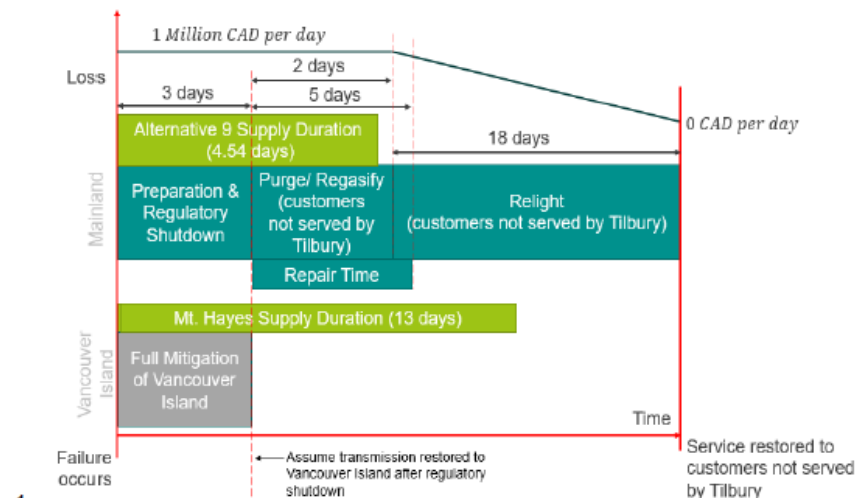 1 Million CAD per day
2 days
Loss
3 days
5 days
0 CAD per day
18 days
Alternative 9 Supply Duration
(4.54 days)
Mainland
Preparation &
Regulatory
Shutdown
Purge/ Regasify
(customers
not served by
Tilbury)
Relight
(customers not served by Tilbury)
Repair Time
Mt. Hayes Supply Duration (13 days)
Vancouver
Island
Full Mitigation
of Vancouver
Island
Time
Failure
occurs
Assume transmission restored to
Vancouver Island after regulatory
shutdown
Service restored to
customers not served
by Tilbury